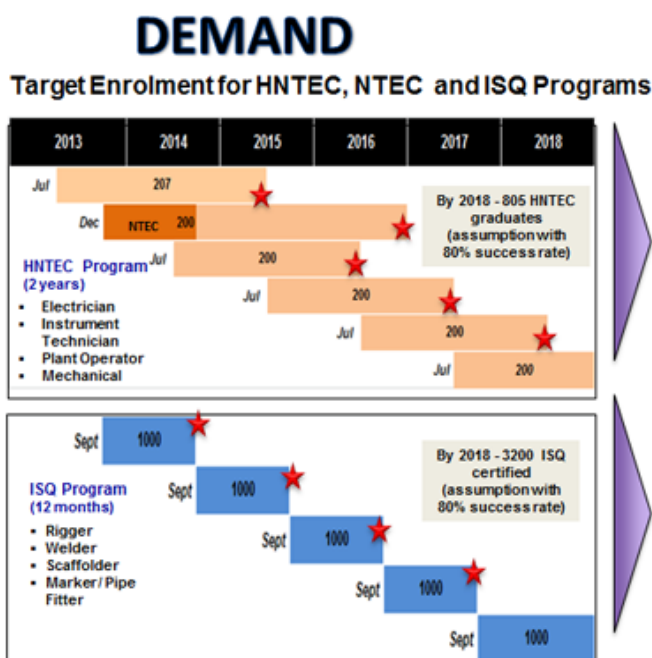 DEMAND
Target Enrolment for HNTEC, NTEC and ISQ Programs
2013 2014 2015 2016 2017 2018
Jul 207
Dec NTEC 200
Jul 200
Jul 200
Jul 200
Jul 200
By 2018 - 805 HNTEC
graduates
(assumption with
80% success rate)
HNTEC Program
(2 years)
▪ Electrician
▪ Instrument
Technician
▪ Plant Operator
▪ Mechanical
Sept 1000
Sept 1000
Sept 1000
Sept 1000
Sept 1000
By 2018 - 3200 ISQ
certified
(assumption with
80% success rate)
ISQ Program
(12 months)
▪ Rigger
▪ Welder
▪ Scaffolder
▪ Marker/Pipe
Fitter